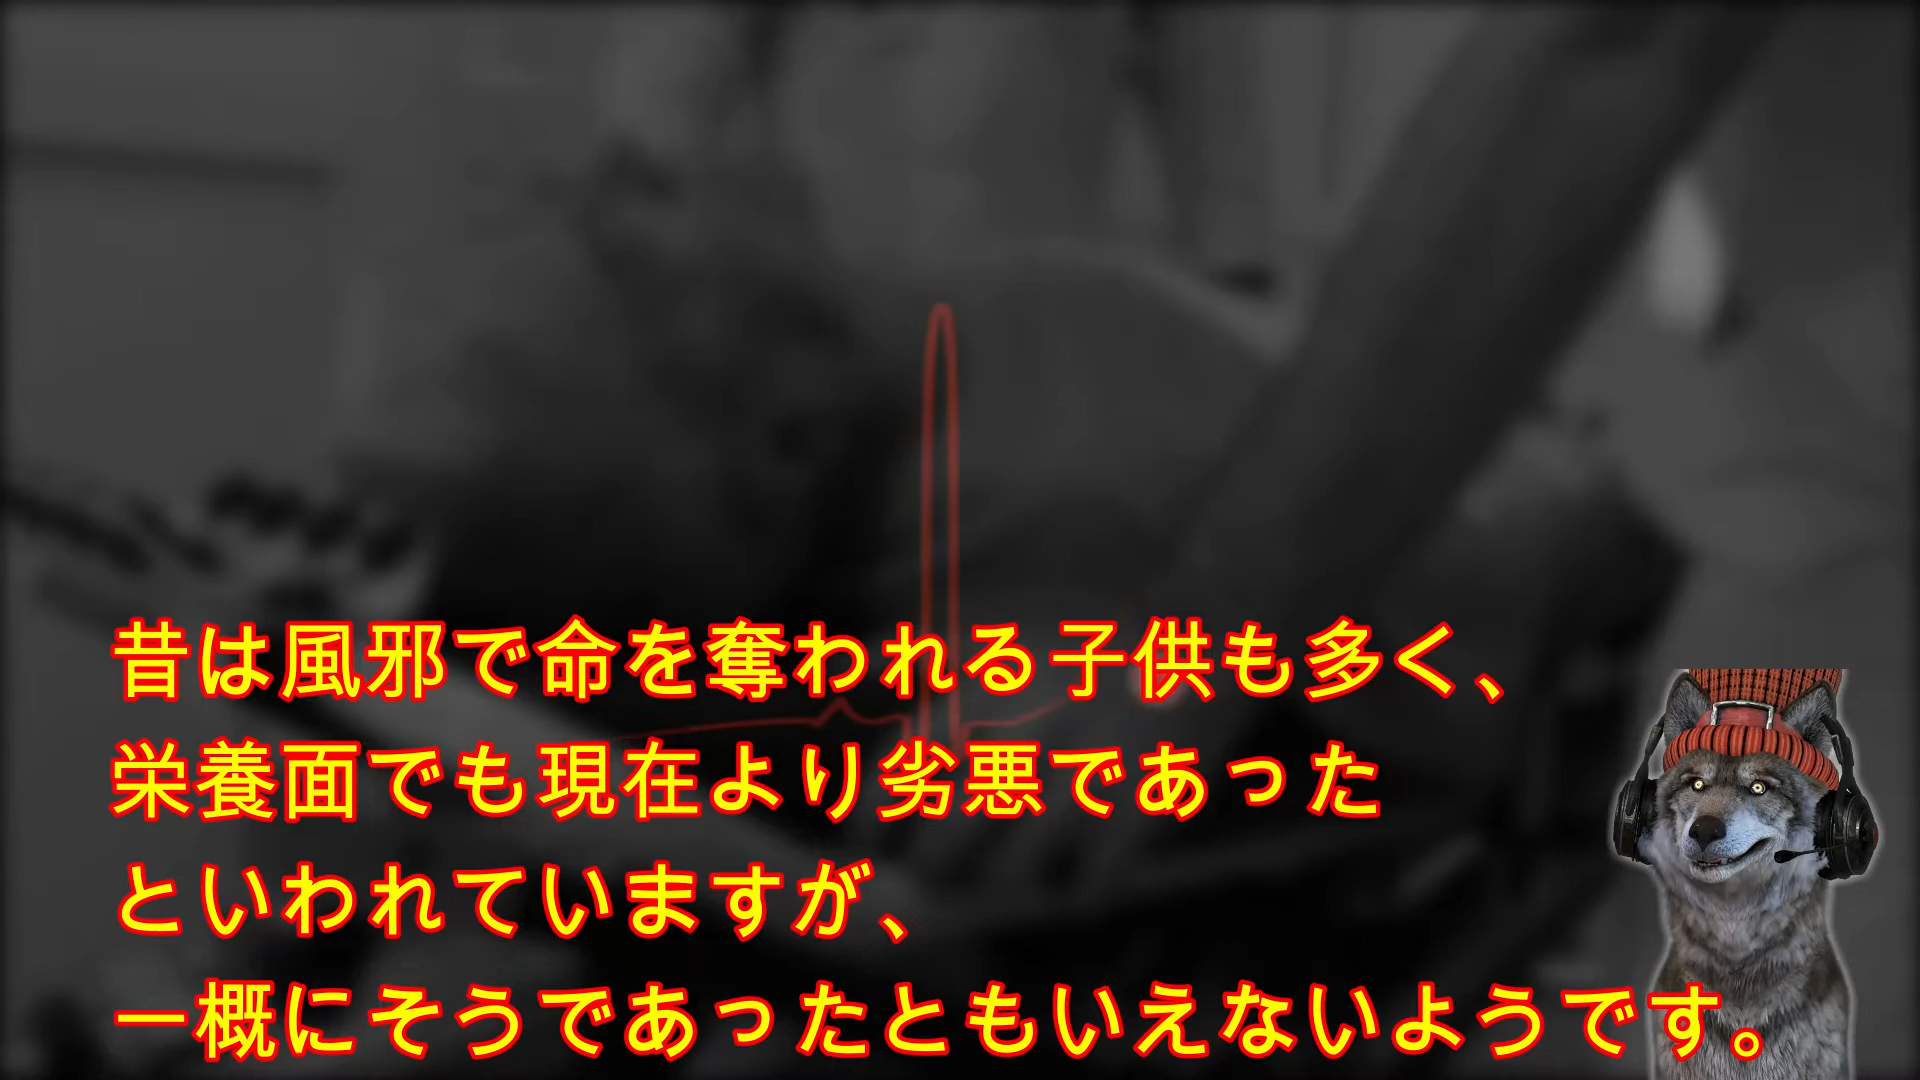 昔は風邪で命を奪われる子供も多く、
栄養面でも現在より劣悪であった
といわれていますが、
一概にそうであったともいえないようです。